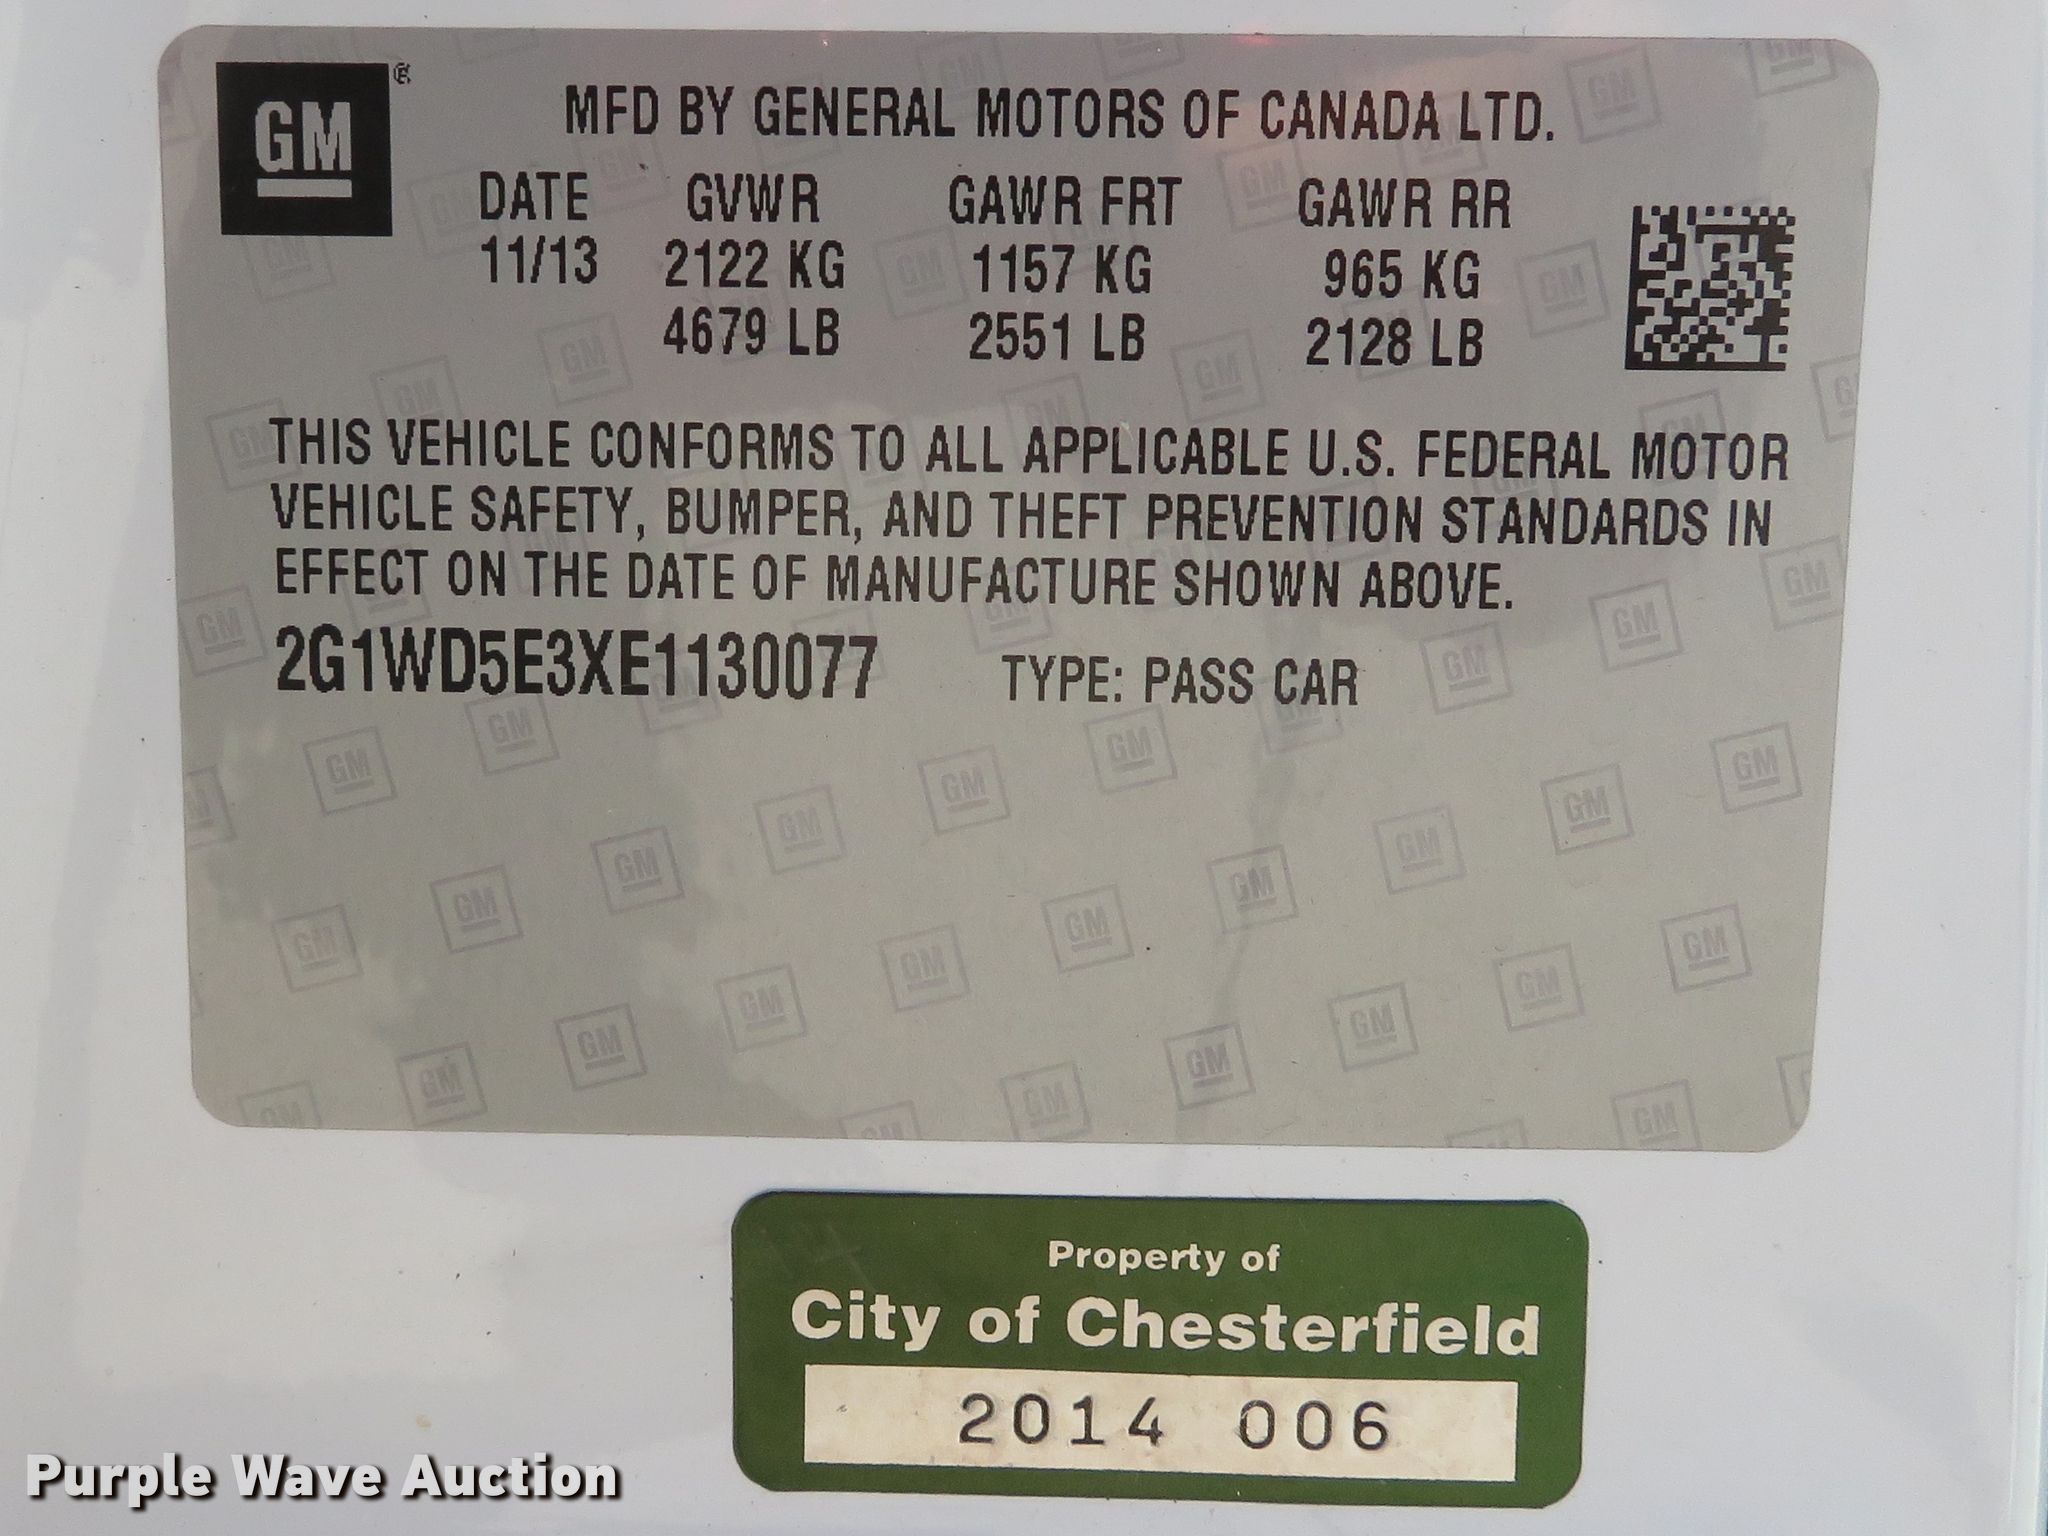 GM ®
MFD BY GENERAL MOTORS OF CANADA LTD.
DATE GVWR GAWR FRT GAWR RR
11/13 2122 KG 1157 KG 965 KG
4679 LB 2551 LB 2128 LB
THIS VEHICLE CONFORMS TO ALL APPLICABLE U.S. FEDERAL MOTOR
VEHICLE SAFETY, BUMPER, AND THEFT PREVENTION STANDARDS IN
EFFECT ON THE DATE OF MANUFACTURE SHOWN ABOVE.
2G1WD5E3XE1130077 TYPE: PASS CAR
Property of
City of Chesterfield
2014 006
Purple Wave Auction